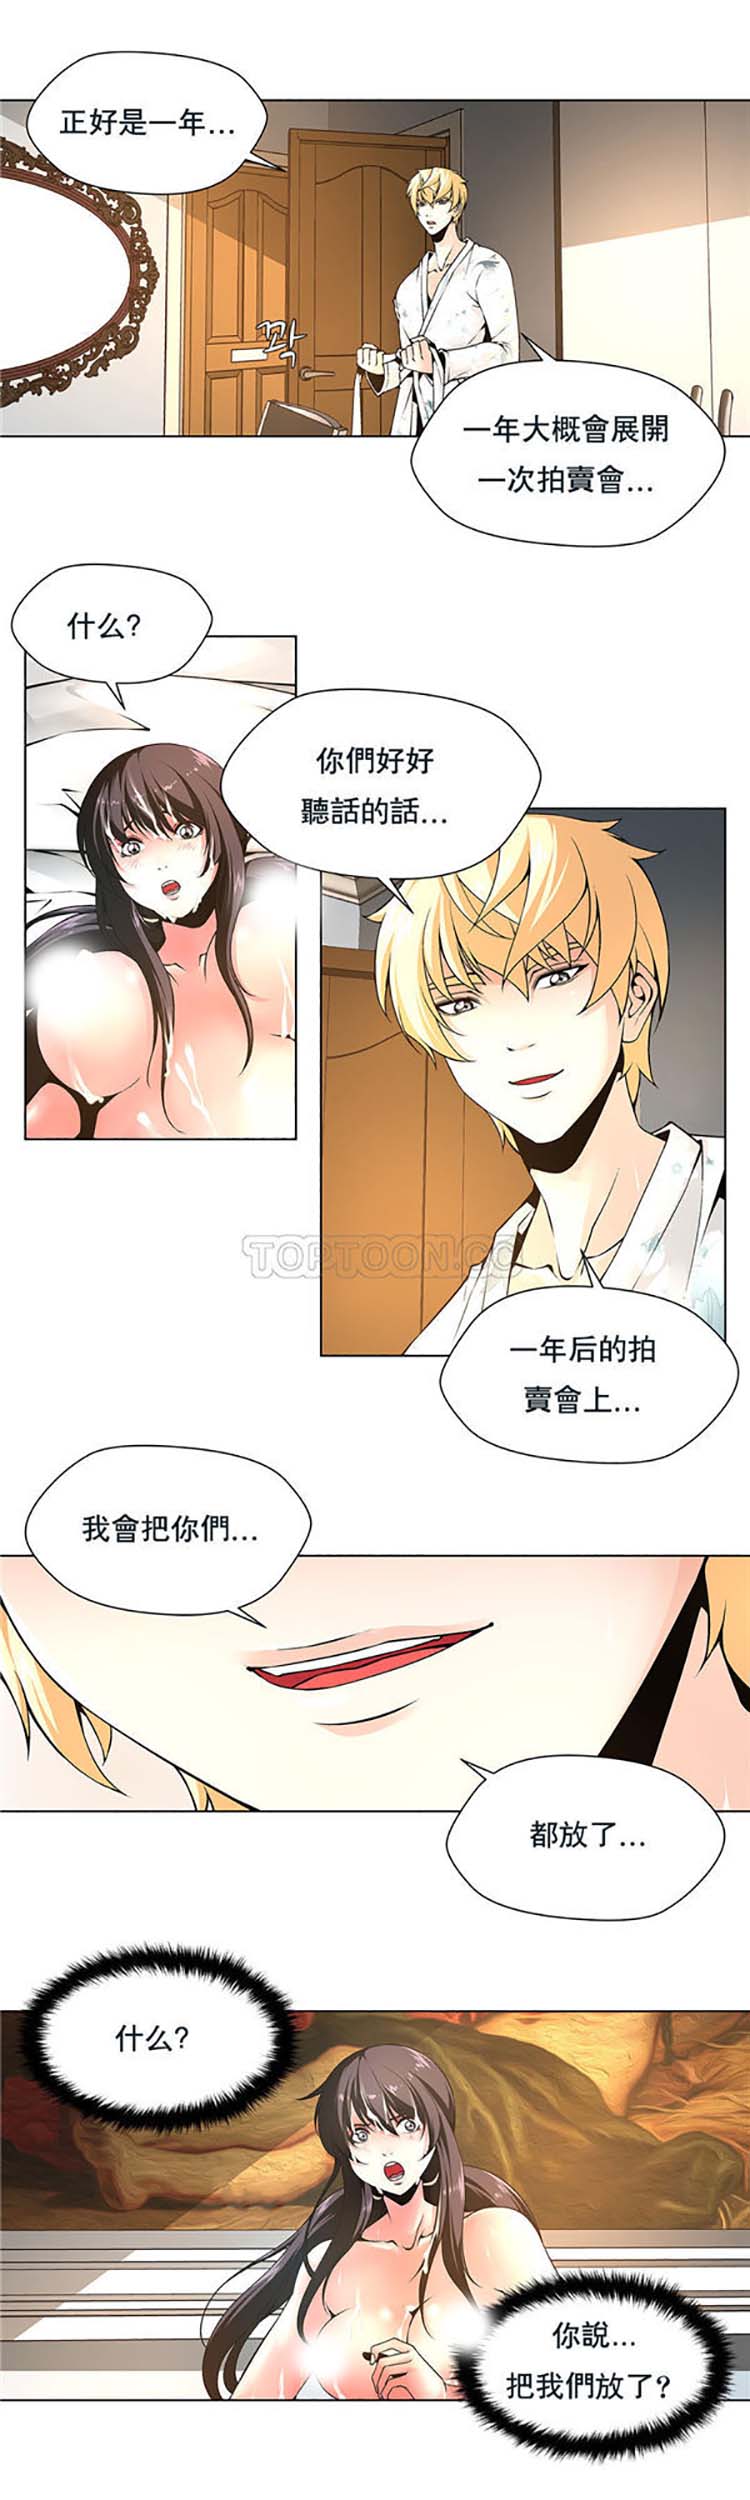 正好是一年...
꽉
一年大概會展開
一次拍賣會...
什么?
你們好好
聽話的話...
TOPTOON.CO
一年后的拍
賣會上...
我會把你們...
都放了...
什么?
你說...
把我們放了?